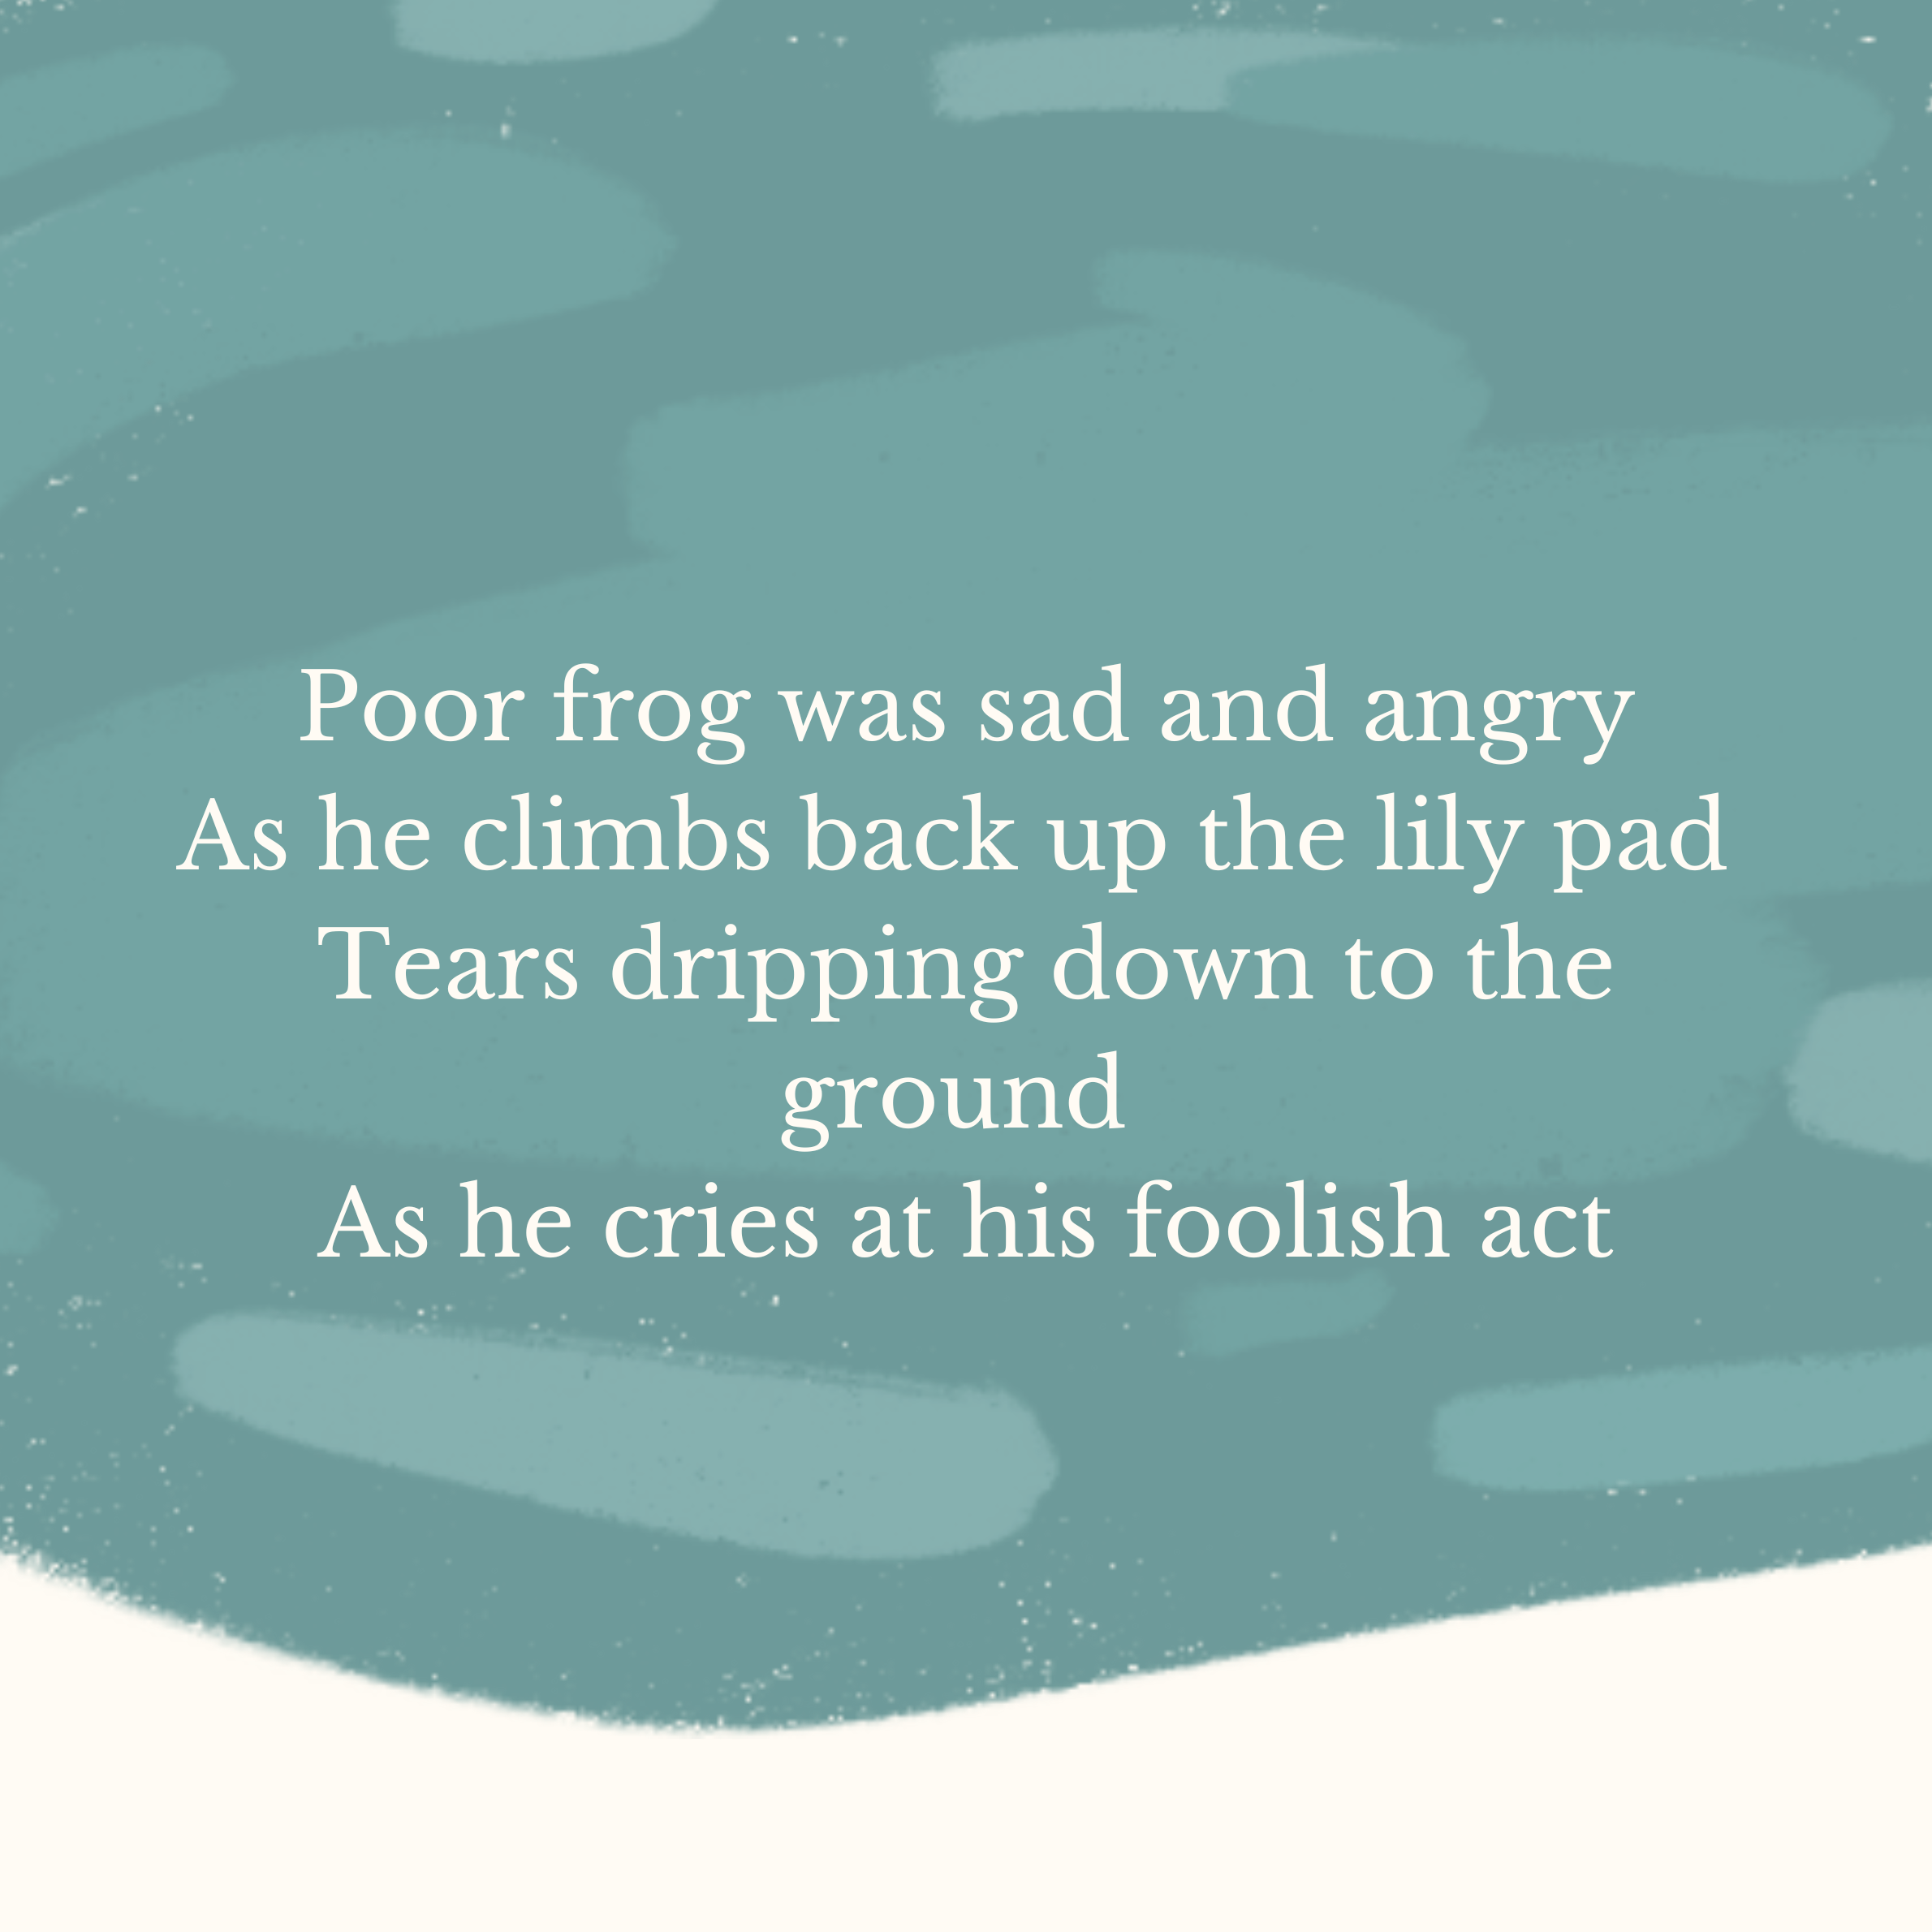 Poor frog was sad and angry
As he climbs back up the lily pad
Tears dripping down to the
ground
As he cries at his foolish act